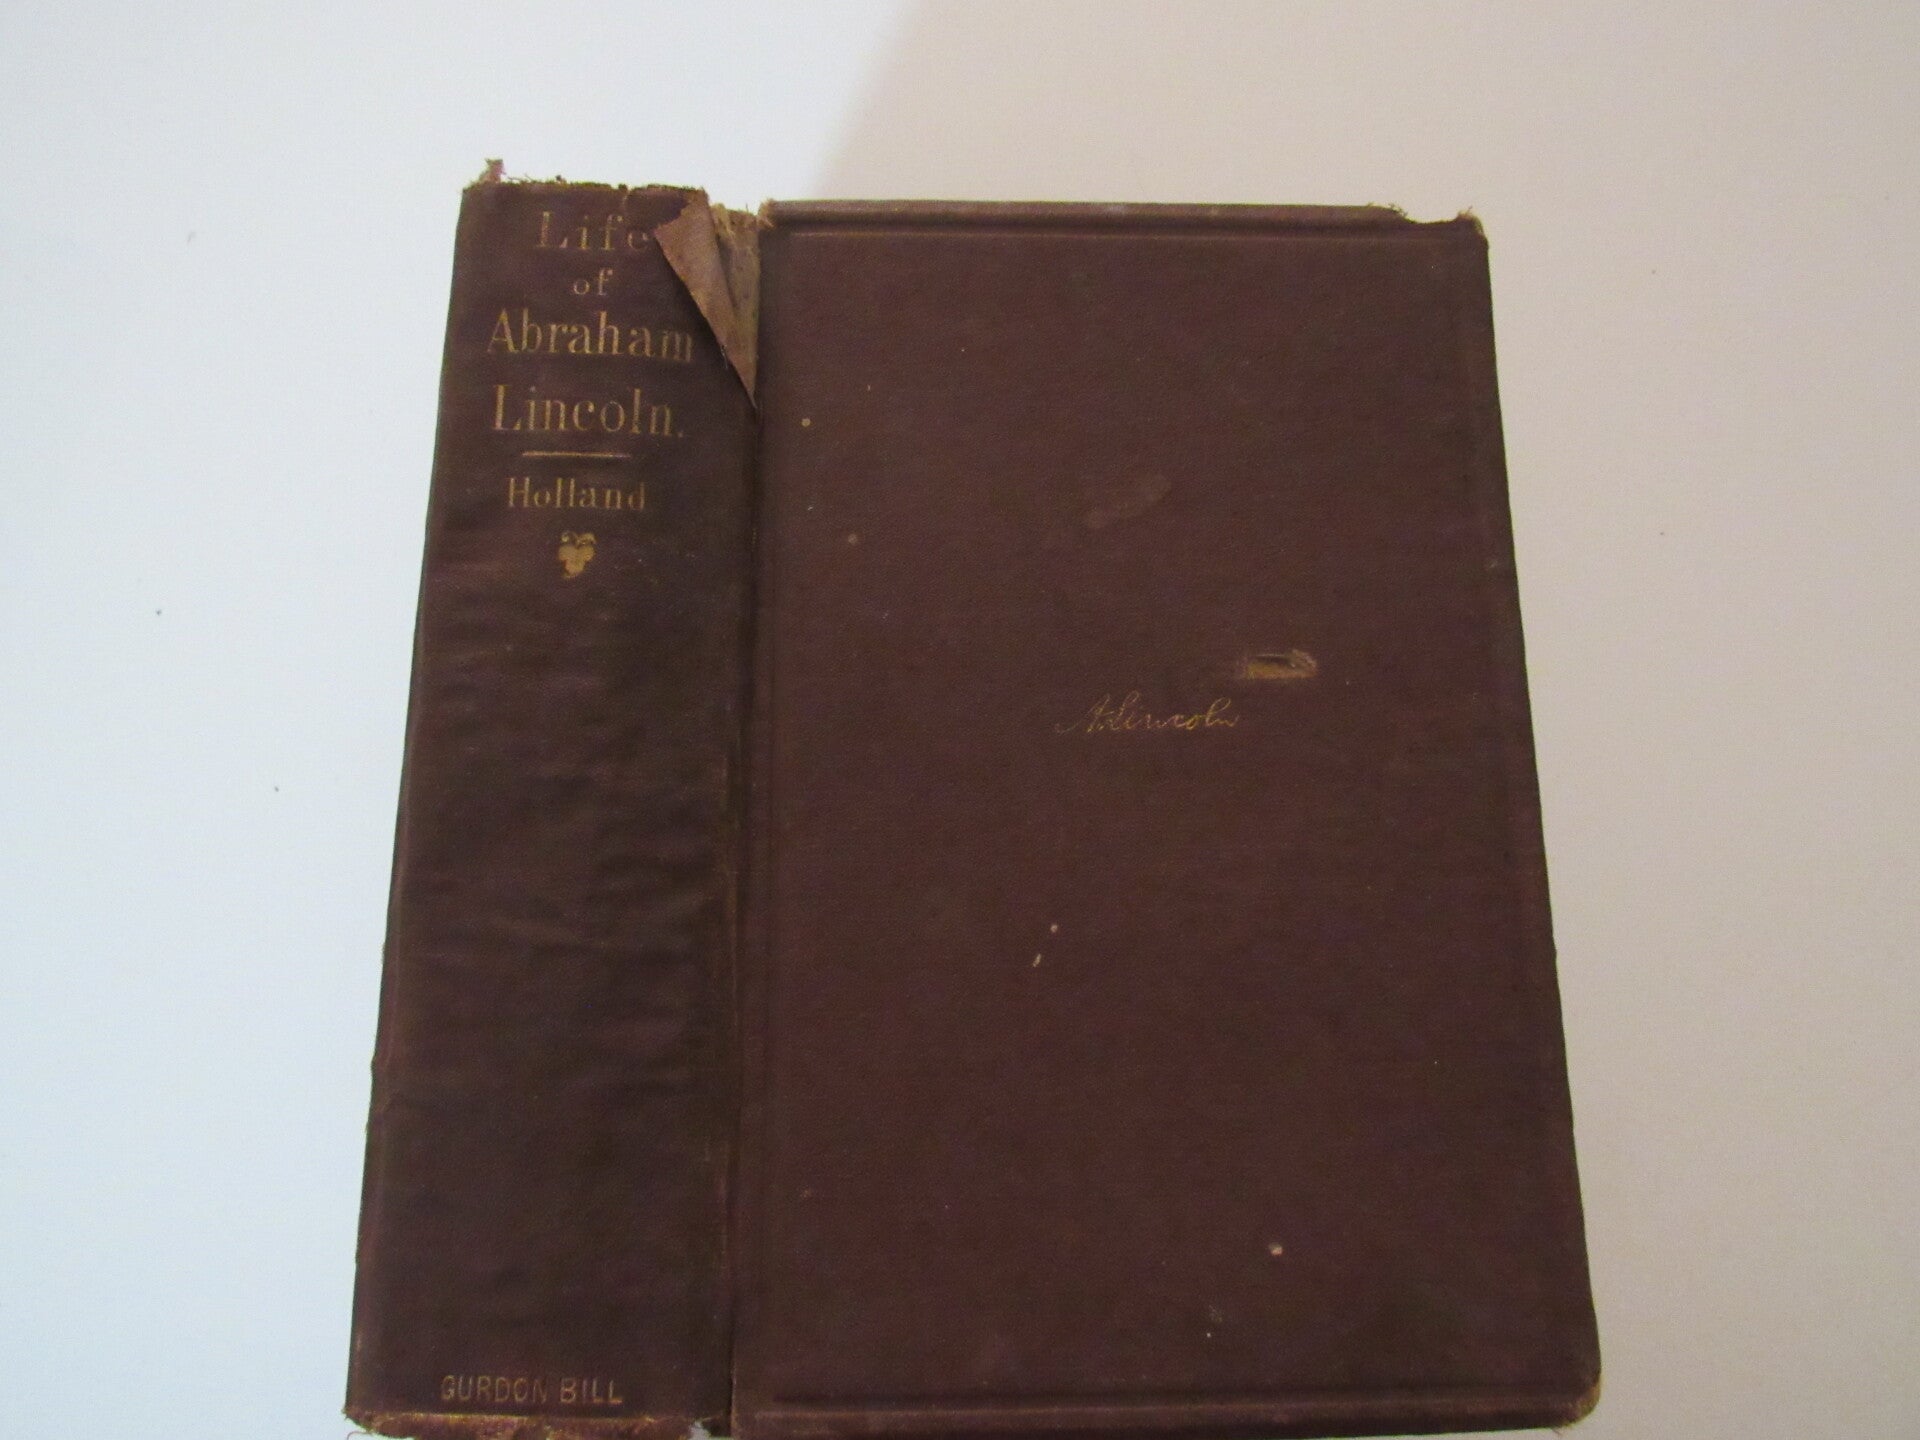 Life
of
Abraham
Lincoln.
Holland
GURDON BILL
A. Lincoln